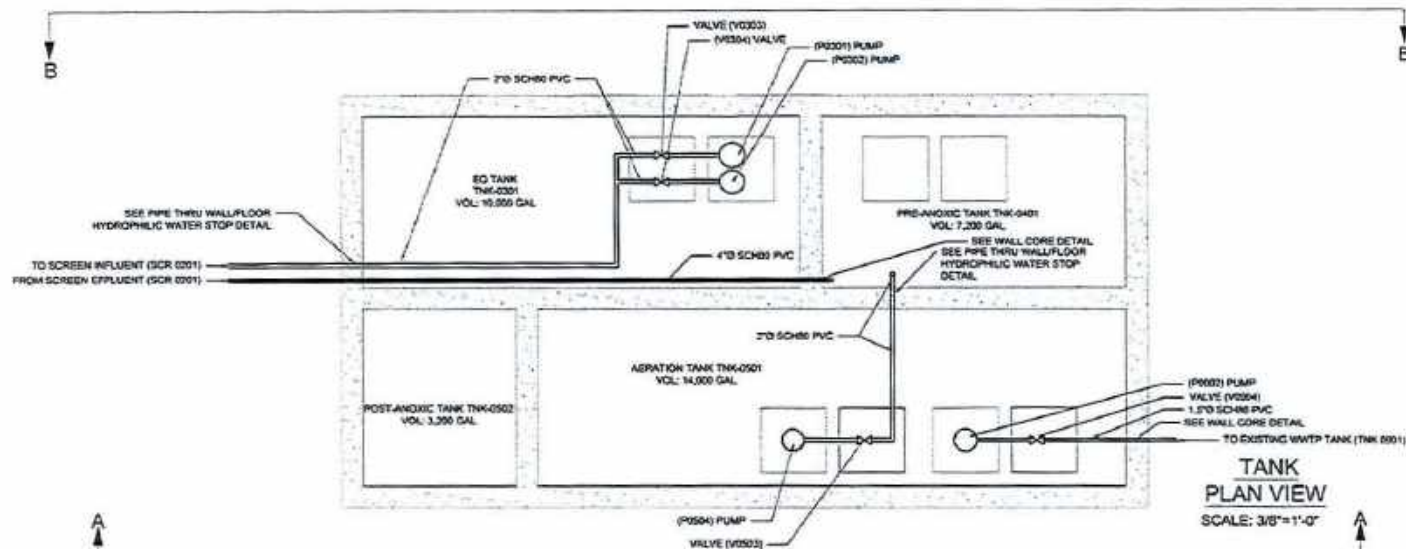 VALVE (V0303)
(V0304) VALVE
(P0301) PUMP
(P0302) PUMP
B
B
2"Ø SCH80 PVC
EQ TANK
TNK-0301
VOL: 10,000 GAL
PRE-ANOXIC TANK TNK-0401
VOL: 7,200 GAL
SEE PIPE THRU WALL/FLOOR
HYDROPHILIC WATER STOP DETAIL
TO SCREEN INFLUENT (SCR 0201)
FROM SCREEN EFFLUENT (SCR 0201)
4"Ø SCH80 PVC
SEE WALL CORE DETAIL
SEE PIPE THRU WALL/FLOOR
HYDROPHILIC WATER STOP
DETAIL
SCH80 PVC
AERATION TANK TNK-0501
VOL: 14,000 GAL
POST-ANOXIC TANK TNK-0502
VOL: 3,200 GAL
PUMP
VALVE
1.5"Ø SCH80 PVC
SEE WALL CORE DETAIL
TO EXISTING WWTP TANK (TNK 0901)
TANK
PLAN VIEW
SCALE: 3/8"=1'-0"
(P0504) PUMP
VALVE (V0503)
A
A